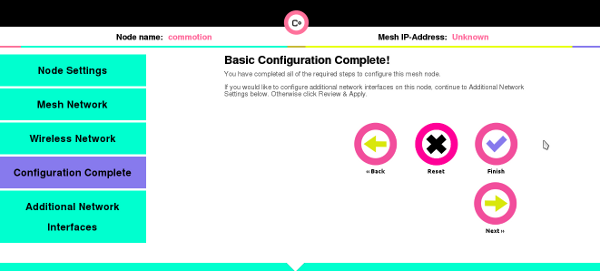 C+
Node name: commotion
Mesh IP-Address: Unknown
Node Settings
Mesh Network
Wireless Network
Configuration Complete
Additional Network
Interfaces
Basic Configuration Complete!
You have completed all of the required steps to configure this mesh node.
If you would like to configure additional network interfaces on this node, continue to Additional Network
Settings below. Otherwise click Review & Apply.
‹‹ Back
Reset
Finish
Next ››